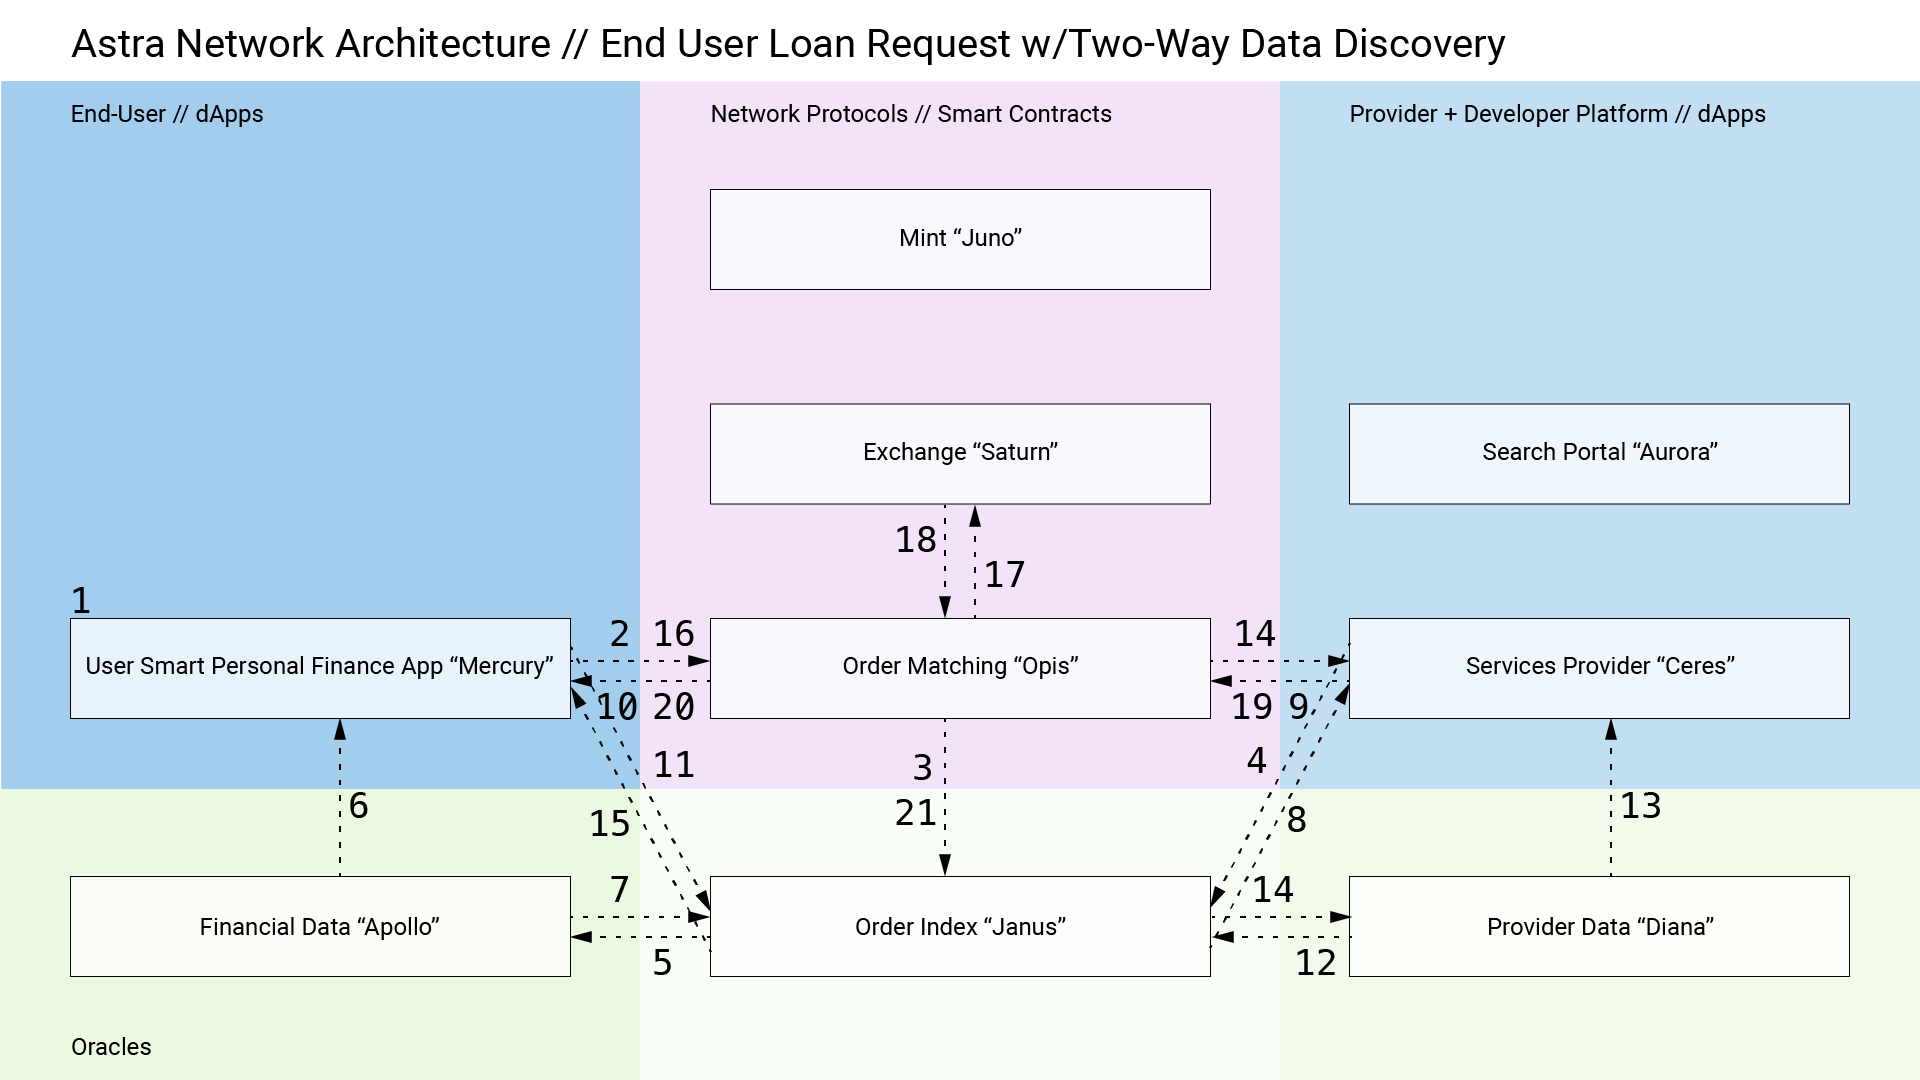 Astra Network Architecture // End User Loan Request w/Two-Way Data Discovery
End-User // dApps
Network Protocols // Smart Contracts
Provider + Developer Platform // dApps
Mint “Juno”
Exchange “Saturn”
Search Portal “Aurora”
18
17
1
2 16
14
User Smart Personal Finance App “Mercury”
Order Matching “Opis”
Services Provider “Ceres”
10 20
19 9
11
3
4
6
21
13
15
8
7
14
Financial Data “Apollo”
Order Index “Janus”
Provider Data “Diana”
5
12
Oracles